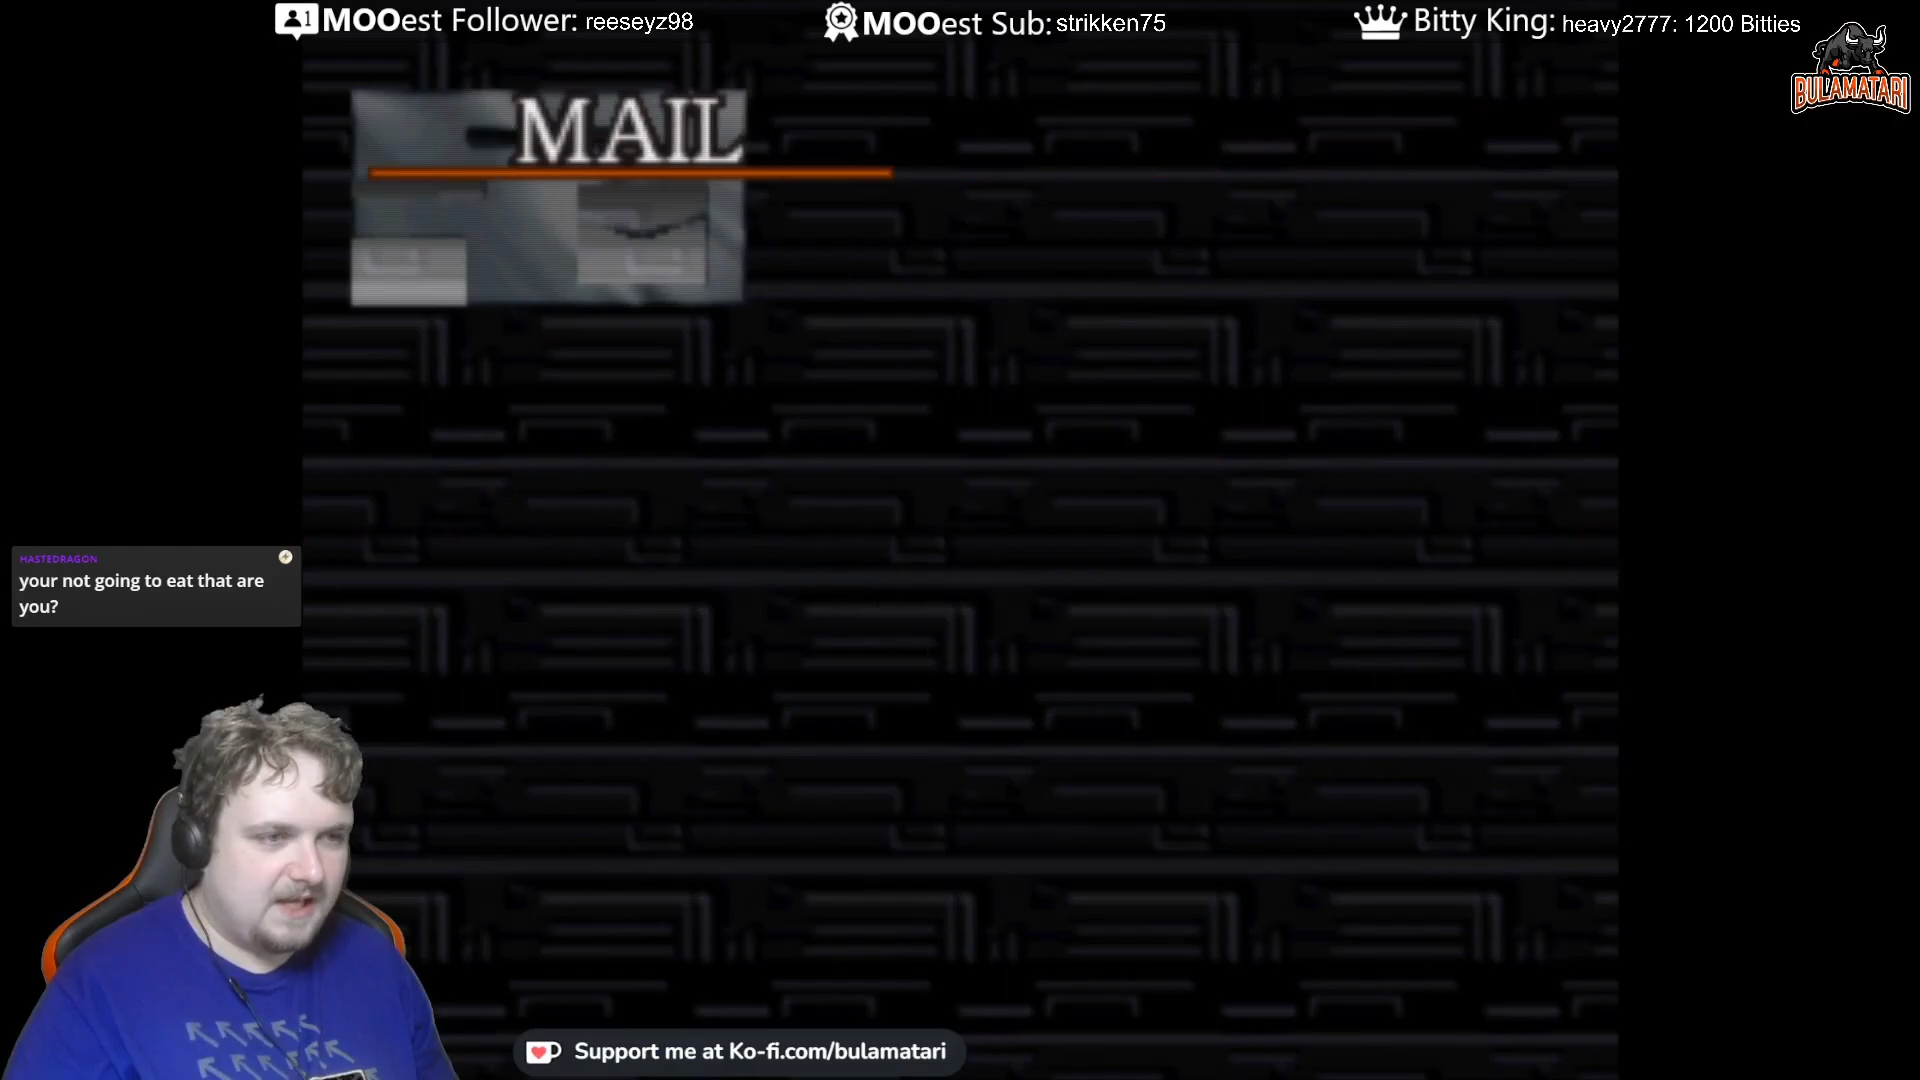 1 MOOest Follower: reeseyz98
MOOest Sub: strikken75
Bitty King: heavy2777: 1200 Bitties
BULAMATARI
MAIL
HASTEDRAGON
your not going to eat that are
you?
Support me at Ko-fi.com/bulamatari